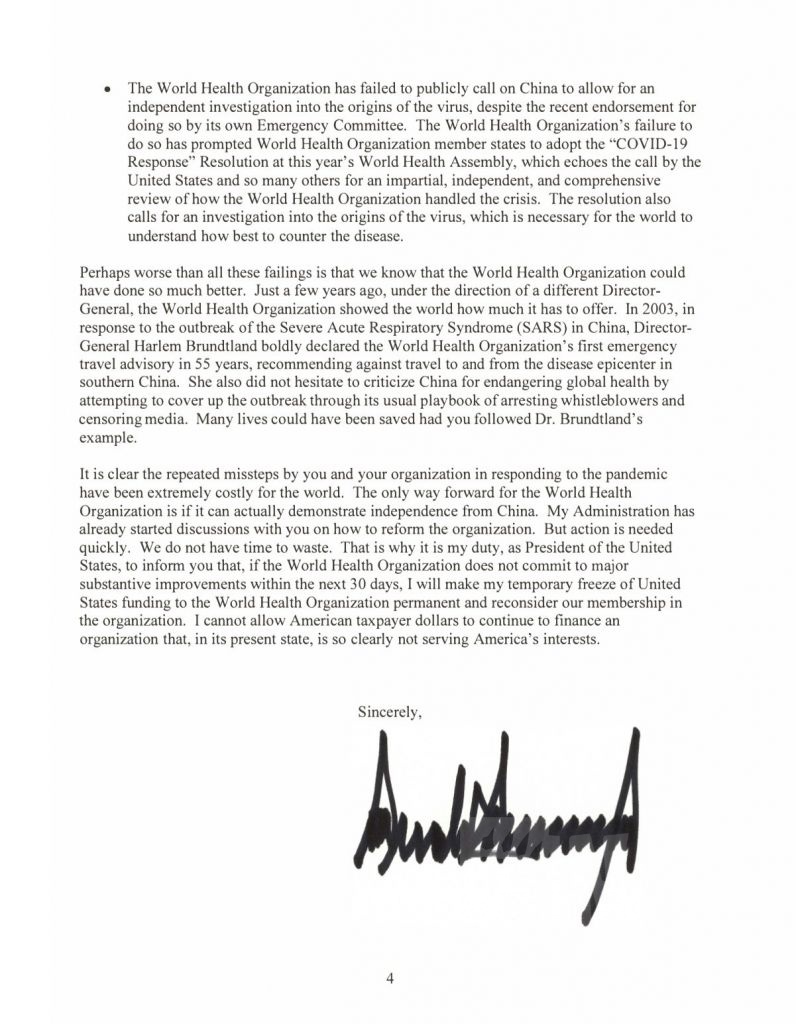 • The World Health Organization has failed to publicly call on China to allow for an
independent investigation into the origins of the virus, despite the recent endorsement for
doing so by its own Emergency Committee. The World Health Organization's failure to
do so has prompted World Health Organization member states to adopt the “COVID-19
Response” Resolution at this year's World Health Assembly, which echoes the call by the
United States and so many others for an impartial, independent, and comprehensive
review of how the World Health Organization handled the crisis. The resolution also
calls for an investigation into the origins of the virus, which is necessary for the world to
understand how best to counter the disease.
Perhaps worse than all these failings is that we know that the World Health Organization could
have done so much better. Just a few years ago, under the direction of a different Director-
General, the World Health Organization showed the world how much it has to offer. In 2003, in
response to the outbreak of the Severe Acute Respiratory Syndrome (SARS) in China, Director-
General Harlem Brundtland boldly declared the World Health Organization's first emergency
travel advisory in 55 years, recommending against travel to and from the disease epicenter in
southern China. She also did not hesitate to criticize China for endangering global health by
attempting to cover up the outbreak through its usual playbook of arresting whistleblowers and
censoring media. Many lives could have been saved had you followed Dr. Brundtland's
example.
It is clear the repeated missteps by you and your organization in responding to the pandemic
have been extremely costly for the world. The only way forward for the World Health
Organization is if it can actually demonstrate independence from China. My Administration has
already started discussions with you on how to reform the organization. But action is needed
quickly. We do not have time to waste. That is why it is my duty, as President of the United
States, to inform you that, if the World Health Organization does not commit to major
substantive improvements within the next 30 days, I will make my temporary freeze of United
States funding to the World Health Organization permanent and reconsider our membership in
the organization. I cannot allow American taxpayer dollars to continue to finance an
organization that, in its present state, is so clearly not serving America's interests.
Sincerely,
4